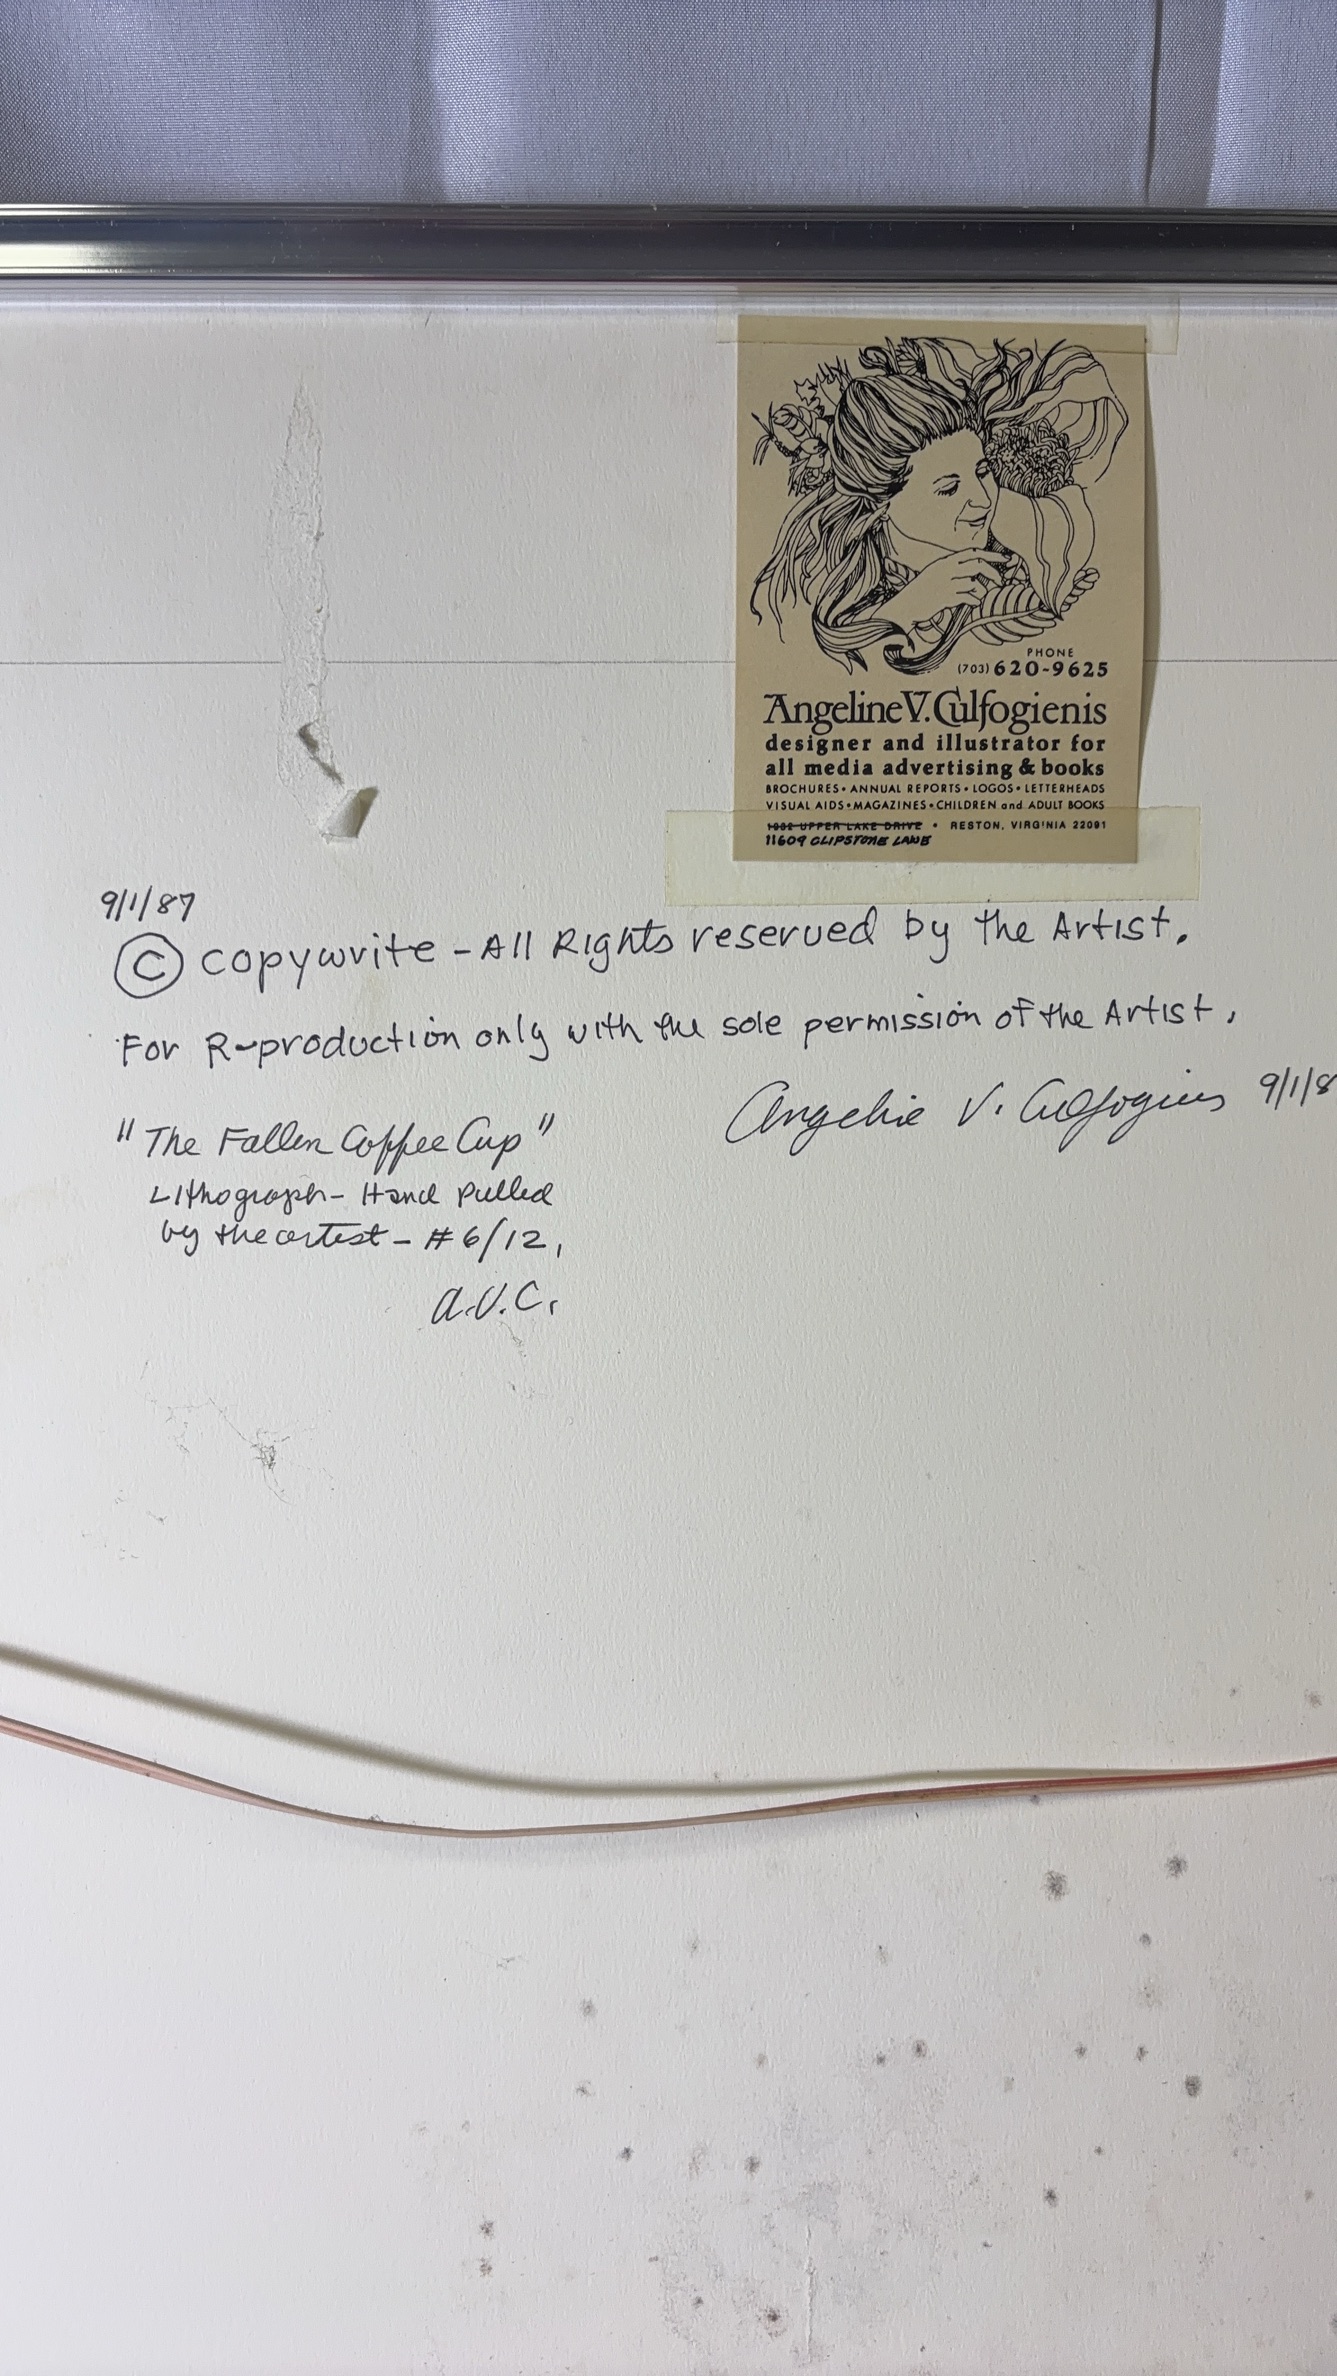 PHONE
(703) 620-9625
Angeline V. Culfogienis
designer and illustrator for
all media advertising & books
BROCHURES • ANNUAL REPORTS • LOGOS • LETTERHEADS
VISUAL AIDS • MAGAZINES • CHILDREN and ADULT BOOKS
UPPER LAKE DRIVE • RESTON, VIRGINIA 22091
11609 CLIPSTONE LANE
9/1/87
© copywrite - All Rights reserved by the Artist.
For R-production only with the sole permission of the Artist.
Angeline V. Culfogienis 9/1/8
"The Fallen Coffee Cup"
Lithograph - Hand Pulled
by the artist - #6/12,
A.V.C.